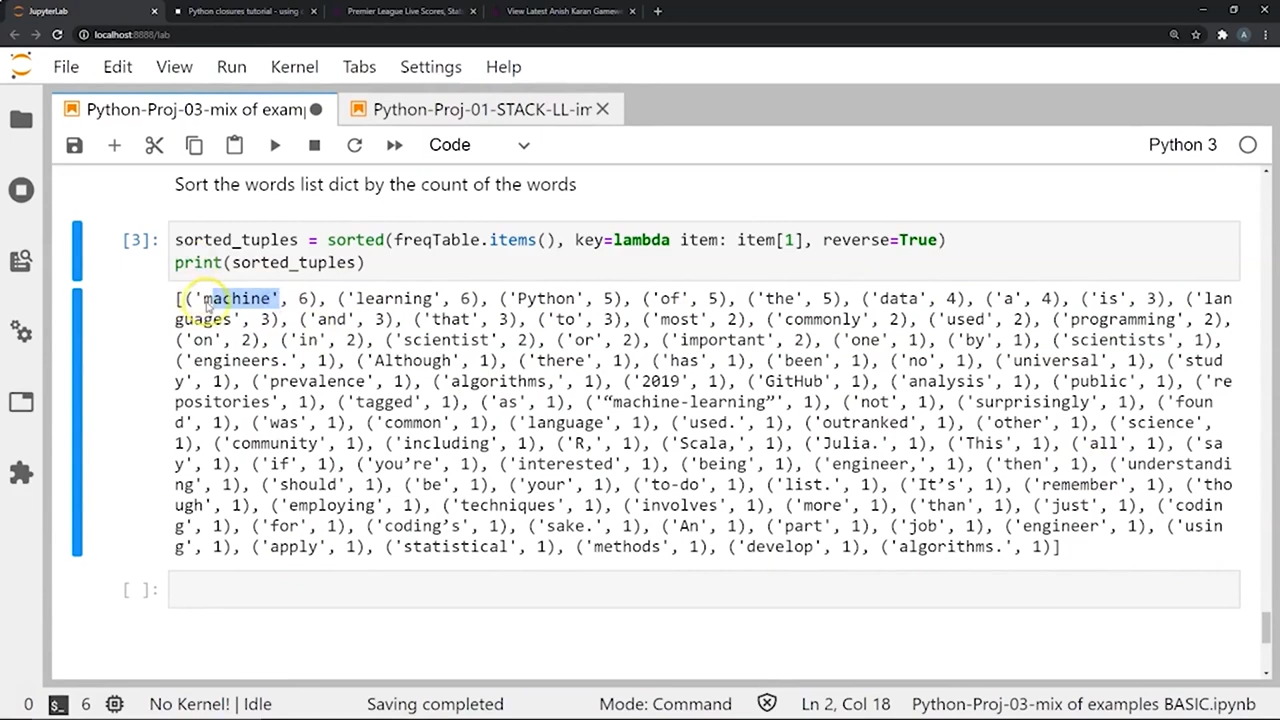 JupyterLab
Python closures tutorial - using a
Premier League Live Scores, Stat
View Latest Anish Karan Gamew
localhost:8888/lab
File Edit View Run Kernel Tabs Settings Help
Python-Proj-03-mix of examp
Python-Proj-01-STACK-LL-im
Code
Python 3
Sort the words list dict by the count of the words
[3]: sorted_tuples = sorted(freqTable.items(), key=lambda item: item[1], reverse=True)
print(sorted_tuples)
[('machine', 6), ('learning', 6), ('Python', 5), ('of', 5), ('the', 5), ('data', 4), ('a', 4), ('is', 3), ('lan
guages', 3), ('and', 3), ('that', 3), ('to', 3), ('most', 2), ('commonly', 2), ('used', 2), ('programming', 2),
('on', 2), ('in', 2), ('scientist', 2), ('or', 2), ('important', 2), ('one', 1), ('by', 1), ('scientists', 1),
('engineers.', 1), ('Although', 1), ('there', 1), ('has', 1), ('been', 1), ('no', 1), ('universal', 1), ('stud
y', 1), ('prevalence', 1), ('algorithms,', 1), ('2019', 1), ('GitHub', 1), ('analysis', 1), ('public', 1), ('re
positories', 1), ('tagged', 1), ('as', 1), ('“machine-learning”', 1), ('not', 1), ('surprisingly', 1), ('foun
d', 1), ('was', 1), ('common', 1), ('language', 1), ('used.', 1), ('outranked', 1), ('other', 1), ('science',
1), ('community', 1), ('including', 1), ('R,', 1), ('Scala,', 1), ('Julia.', 1), ('This', 1), ('all', 1), ('sa
y', 1), ('if', 1), ('you’re', 1), ('interested', 1), ('being', 1), ('engineer,', 1), ('then', 1), ('understandi
ng', 1), ('should', 1), ('be', 1), ('your', 1), ('to-do', 1), ('list.', 1), ('It’s', 1), ('remember', 1), ('tho
ugh', 1), ('employing', 1), ('techniques', 1), ('involves', 1), ('more', 1), ('than', 1), ('just', 1), ('codin
g', 1), ('for', 1), ('coding’s', 1), ('sake.', 1), ('An', 1), ('part', 1), ('job', 1), ('engineer', 1), ('usin
g', 1), ('apply', 1), ('statistical', 1), ('methods', 1), ('develop', 1), ('algorithms.', 1)]
[ ]:
0 6 No Kernel! | Idle Saving completed Mode: Command Ln 2, Col 18 Python-Proj-03-mix of examples BASIC.ipynb